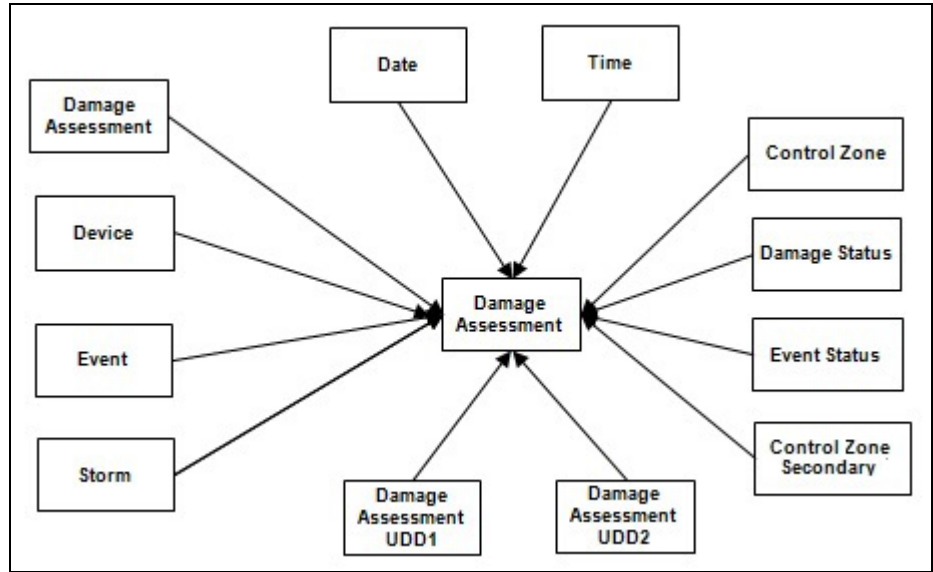 Date
Time
Damage
Assessment
Control Zone
Device
Damage Status
Damage
Assessment
Event
Event Status
Storm
Control Zone
Secondary
Damage
Assessment
UDD1
Damage
Assessment
UDD2